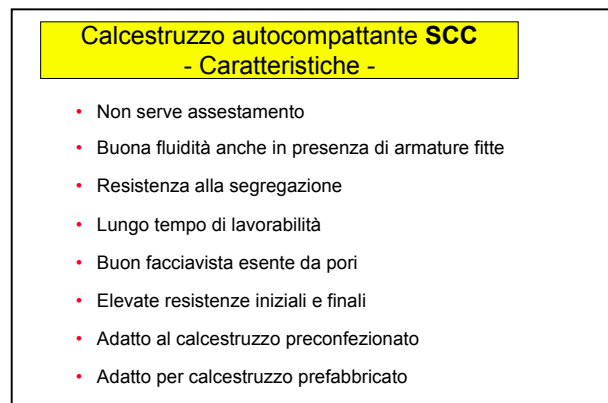 Calcestruzzo autocompattante SCC
- Caratteristiche -
• Non serve assestamento
• Buona fluidità anche in presenza di armature fitte
• Resistenza alla segregazione
• Lungo tempo di lavorabilità
• Buon facciavista esente da pori
• Elevate resistenze iniziali e finali
• Adatto al calcestruzzo preconfezionato
• Adatto per calcestruzzo prefabbricato